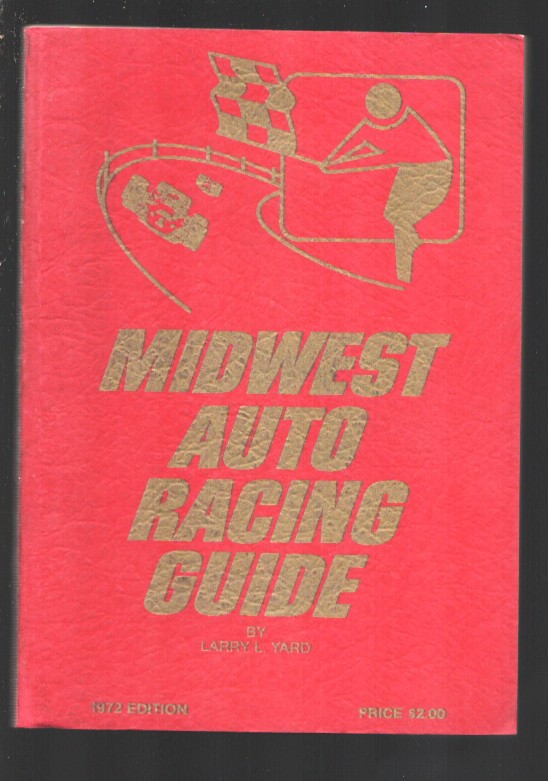 MIDWEST
AUTO
RACING
GUIDE
BY
LARRY L. YARD
1972 EDITION
PRICE $2.00